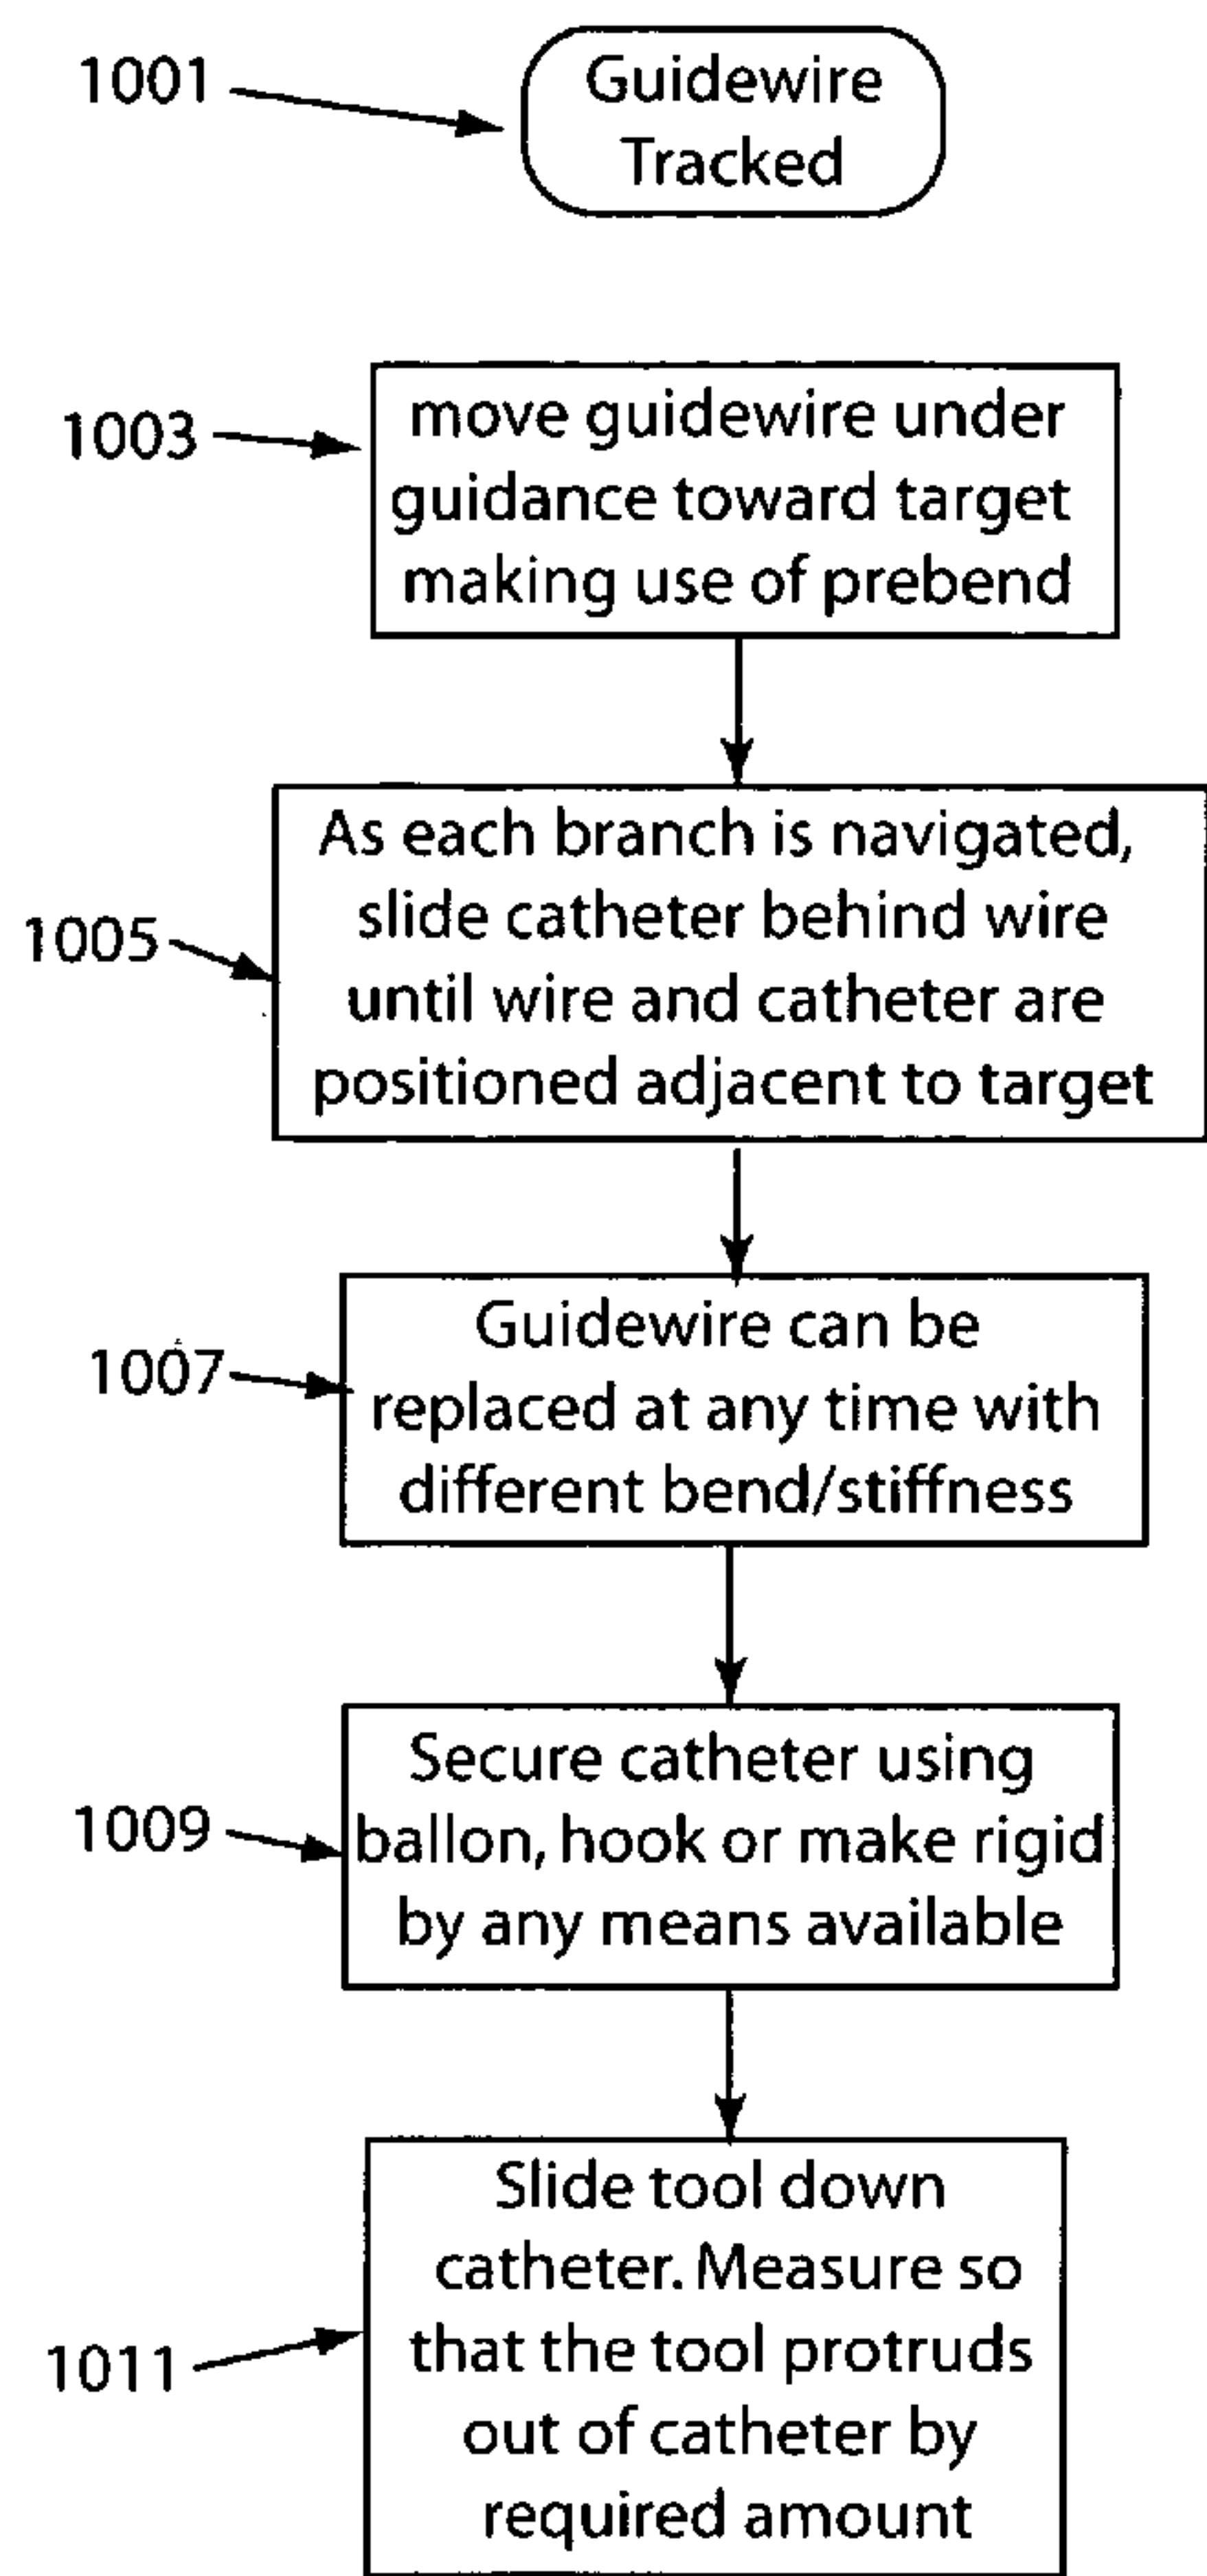 1001
Guidewire
Tracked
1003
move guidewire under
guidance toward target
making use of prebend
1005
As each branch is navigated,
slide catheter behind wire
until wire and catheter are
positioned adjacent to target
1007
Guidewire can be
replaced at any time with
different bend/stiffness
1009
Secure catheter using
ballon, hook or make rigid
by any means available
1011
Slide tool down
catheter. Measure so
that the tool protruds
out of catheter by
required amount